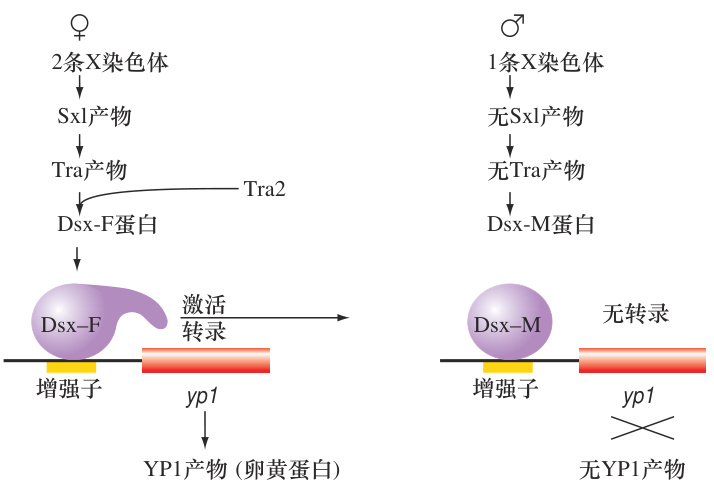 ♀
2条X染色体
Sxl产物
Tra产物
Tra2
Dsx-F蛋白
Dsx–F
激活
转录
增强子
yp1
YP1产物 (卵黄蛋白)
♂
1条X染色体
无Sxl产物
无Tra产物
Dsx-M蛋白
Dsx–M
无转录
增强子
yp1
无YP1产物